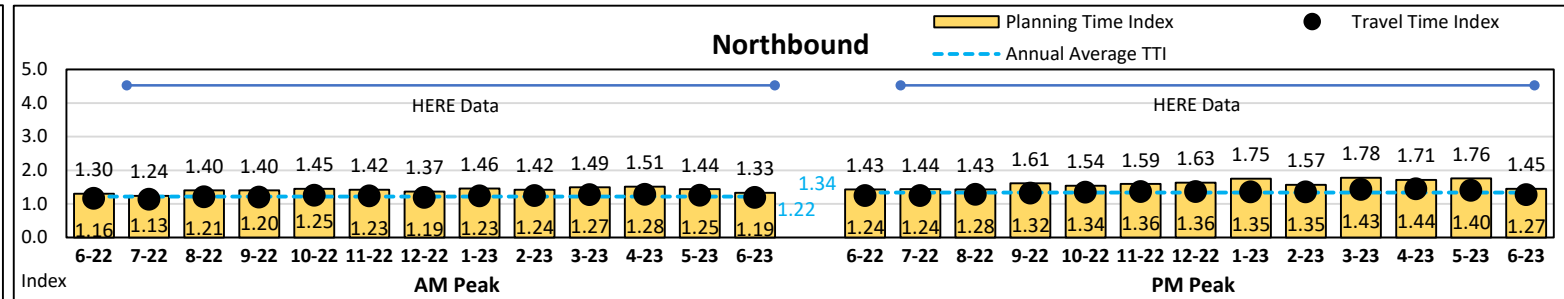 Planning Time Index
Travel Time Index
Northbound
Annual Average TTI
5.0
HERE Data
HERE Data
4.0
3.0
2.0
1.30 1.24 1.40 1.40 1.45 1.42 1.37 1.46 1.42 1.49 1.51 1.44 1.33
1.43 1.44 1.43 1.61 1.54 1.59 1.63 1.75 1.57 1.78 1.71 1.76 1.45
1.34
1.22
1.0
1.16 1.13 1.21 1.20 1.25 1.23 1.19 1.23 1.24 1.27 1.28 1.25 1.19
1.24 1.24 1.28 1.32 1.34 1.36 1.36 1.35 1.35 1.43 1.44 1.40 1.27
0.0
6-22 7-22 8-22 9-22 10-22 11-22 12-22 1-23 2-23 3-23 4-23 5-23 6-23
6-22 7-22 8-22 9-22 10-22 11-22 12-22 1-23 2-23 3-23 4-23 5-23 6-23
Index
AM Peak
PM Peak